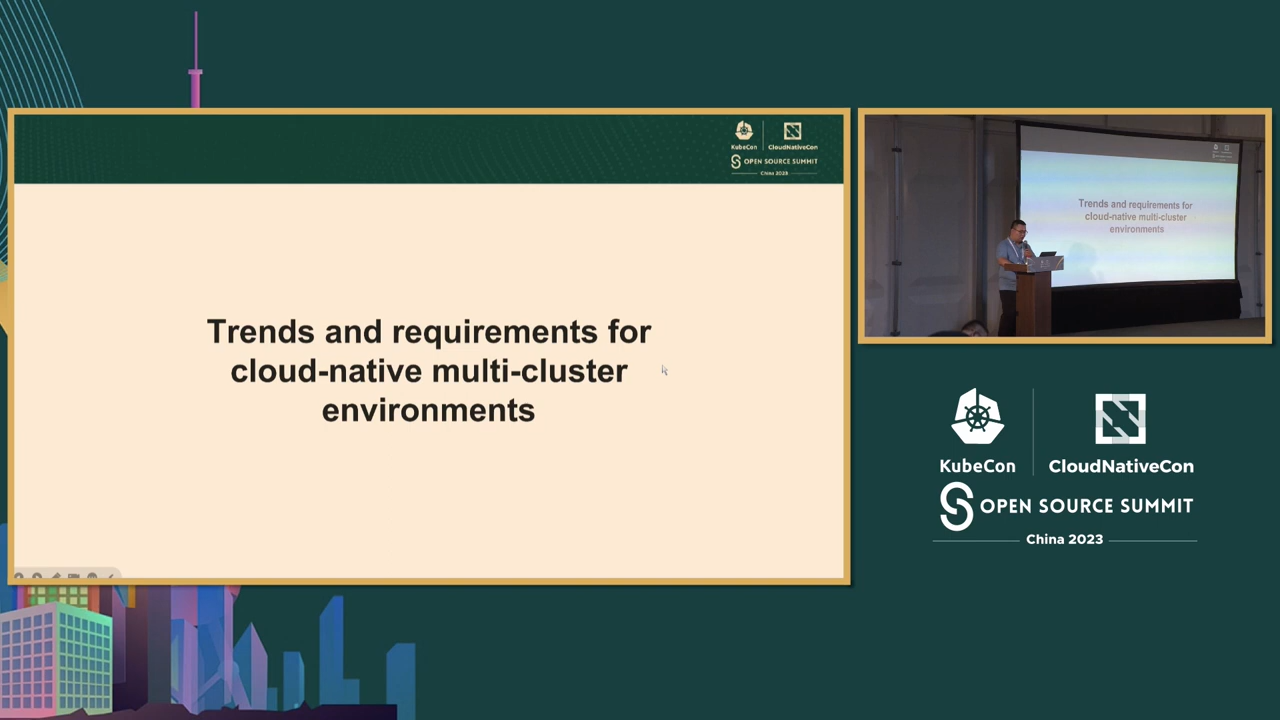 KubeCon
CloudNativeCon
OPEN SOURCE SUMMIT
China 2023
Trends and requirements for
cloud-native multi-cluster
environments
Trends and requirements for
cloud-native multi-cluster
environments
KubeCon
CloudNativeCon
OPEN SOURCE SUMMIT
China 2023